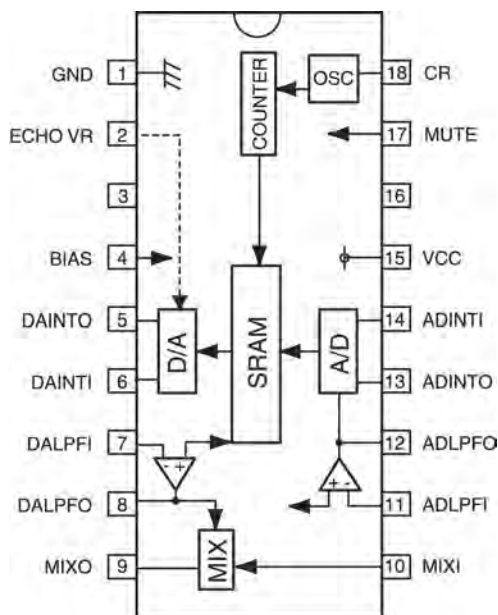 GND 1
ECHO VR 2
3
BIAS 4
DAINTO 5
DAINTI 6
DALPFI 7
DALPFO 8
MIXO 9
COUNTER
OSC
SRAM
D/A
A/D
- +
+ -
MIX
18 CR
17 MUTE
16
15 VCC
14 ADINTI
13 ADINTO
12 ADLPFO
11 ADLPFI
10 MIXI